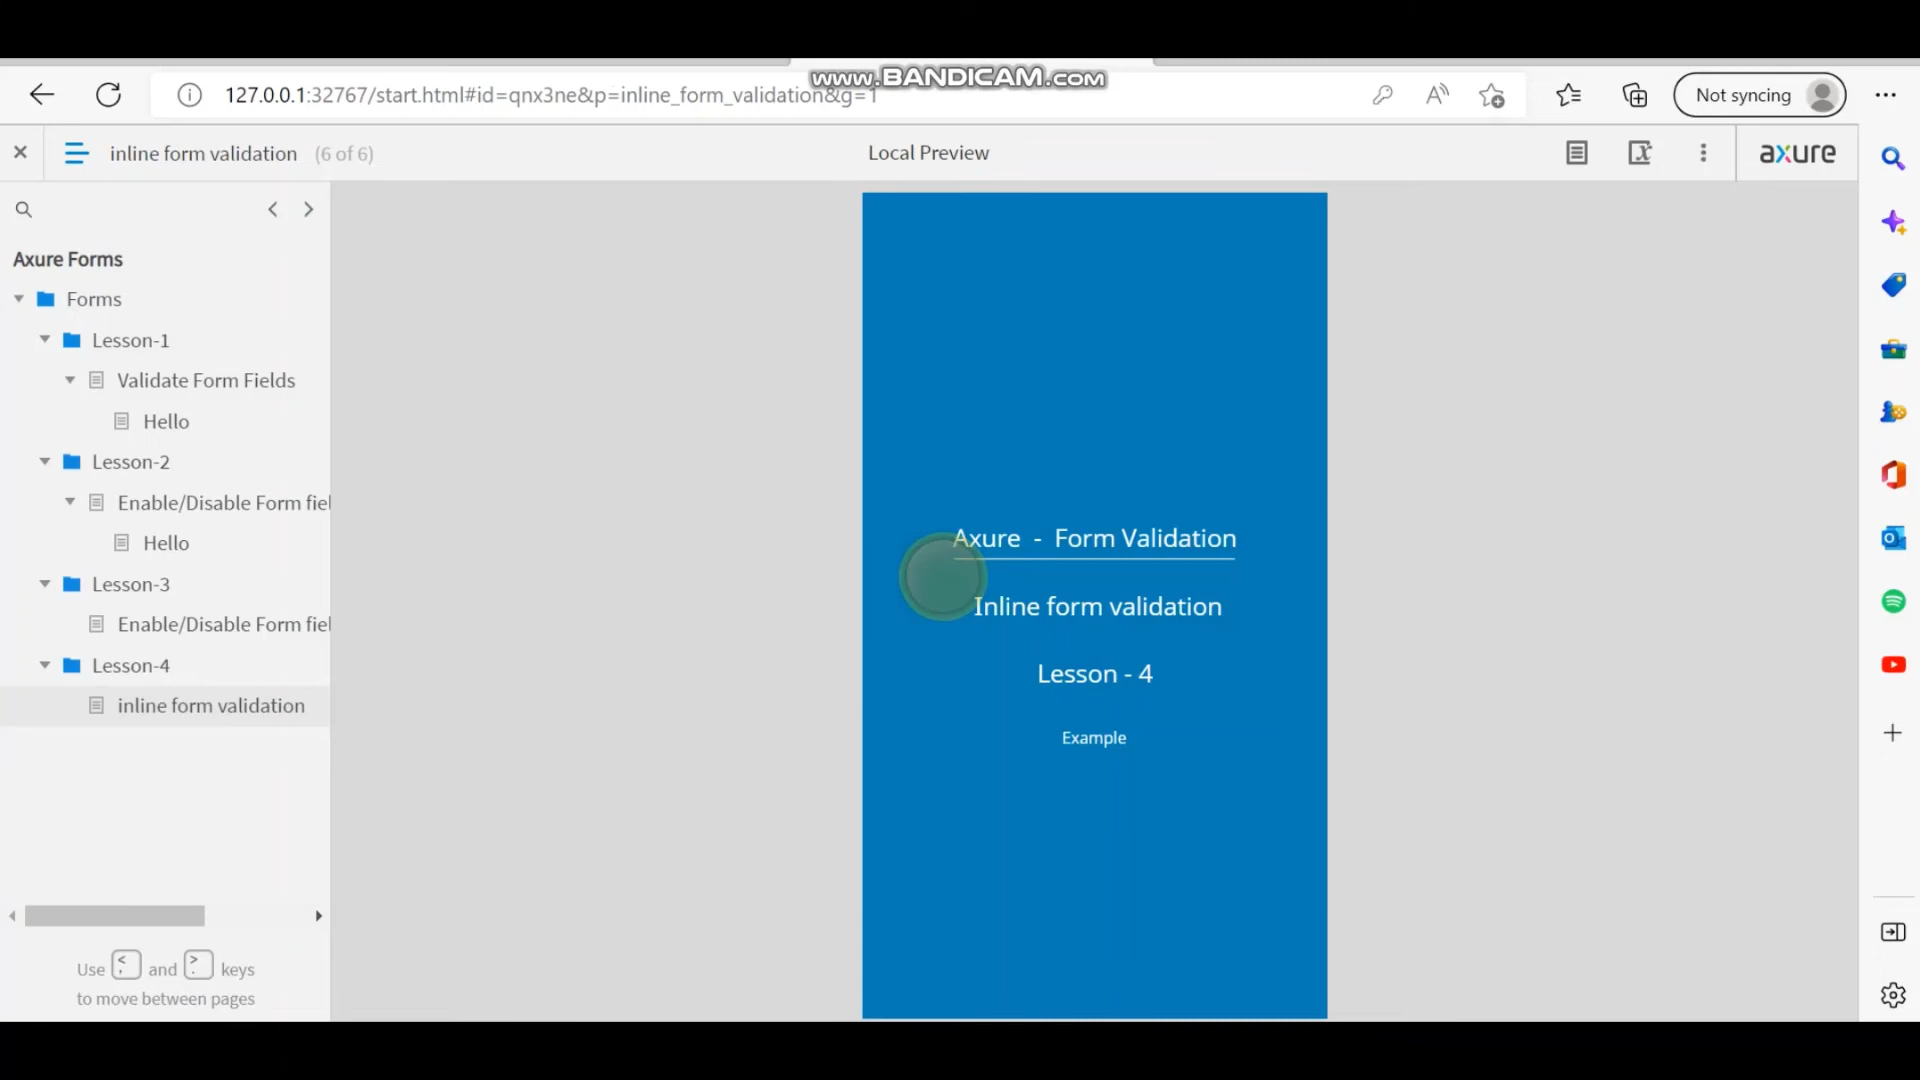 www.BANDICAM.com
127.0.0.1:32767/start.html#id=qnx3ne&p=inline_form_validation&g=1
Not syncing
inline form validation (6 of 6)
Local Preview
axure
Axure Forms
Forms
Lesson-1
Validate Form Fields
Hello
Lesson-2
Enable/Disable Form fiel
Hello
Lesson-3
Enable/Disable Form fiel
Lesson-4
inline form validation
Use < , and > . keys
to move between pages
Axure - Form Validation
Inline form validation
Lesson - 4
Example